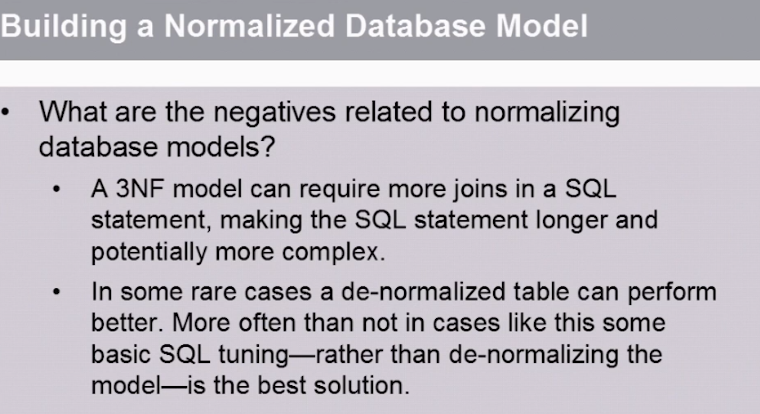 Building a Normalized Database Model
• What are the negatives related to normalizing
database models?
• A 3NF model can require more joins in a SQL
statement, making the SQL statement longer and
potentially more complex.
• In some rare cases a de-normalized table can perform
better. More often than not in cases like this some
basic SQL tuning—rather than de-normalizing the
model—is the best solution.